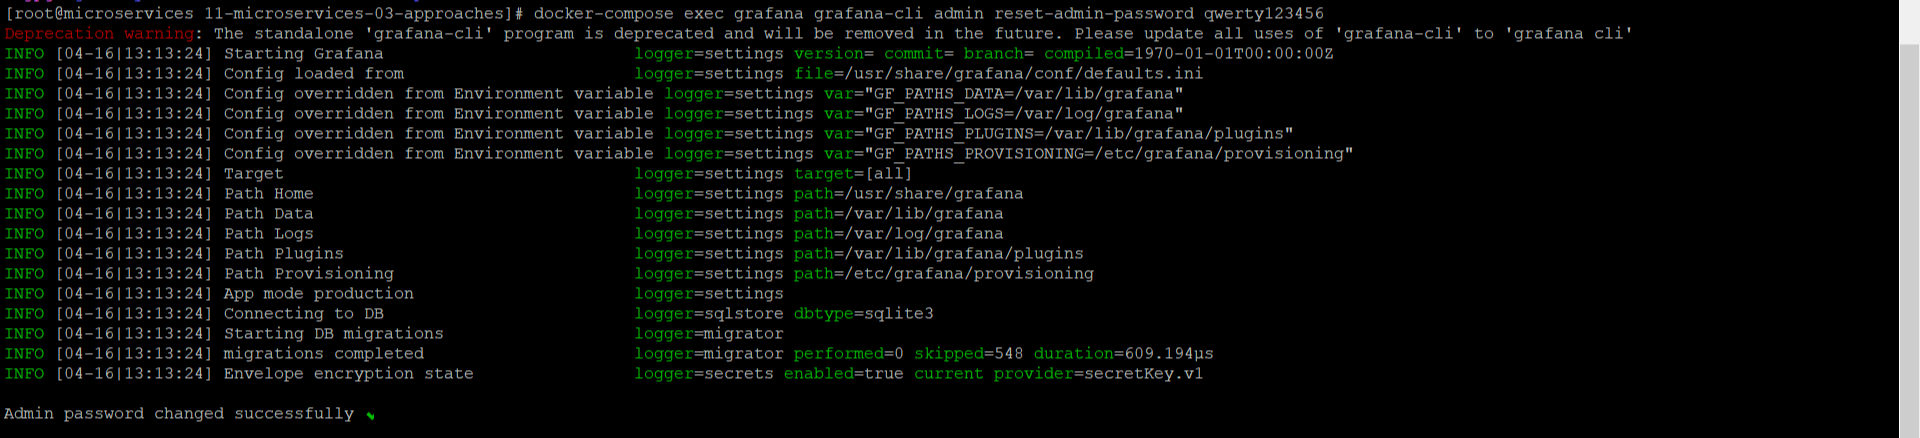 [root@microservices 11-microservices-03-approaches]# docker-compose exec grafana grafana-cli admin reset-admin-password qwerty123456
Deprecation warning: The standalone 'grafana-cli' program is deprecated and will be removed in the future. Please update all uses of 'grafana-cli' to 'grafana cli'
INFO [04-16|13:13:24] Starting Grafana                         logger=settings version= commit= branch= compiled=1970-01-01T00:00:00Z
INFO [04-16|13:13:24] Config loaded from                       logger=settings file=/usr/share/grafana/conf/defaults.ini
INFO [04-16|13:13:24] Config overridden from Environment variable logger=settings var="GF_PATHS_DATA=/var/lib/grafana"
INFO [04-16|13:13:24] Config overridden from Environment variable logger=settings var="GF_PATHS_LOGS=/var/log/grafana"
INFO [04-16|13:13:24] Config overridden from Environment variable logger=settings var="GF_PATHS_PLUGINS=/var/lib/grafana/plugins"
INFO [04-16|13:13:24] Config overridden from Environment variable logger=settings var="GF_PATHS_PROVISIONING=/etc/grafana/provisioning"
INFO [04-16|13:13:24] Target                                   logger=settings target=[all]
INFO [04-16|13:13:24] Path Home                                logger=settings path=/usr/share/grafana
INFO [04-16|13:13:24] Path Data                                logger=settings path=/var/lib/grafana
INFO [04-16|13:13:24] Path Logs                                logger=settings path=/var/log/grafana
INFO [04-16|13:13:24] Path Plugins                             logger=settings path=/var/lib/grafana/plugins
INFO [04-16|13:13:24] Path Provisioning                        logger=settings path=/etc/grafana/provisioning
INFO [04-16|13:13:24] App mode production                      logger=settings
INFO [04-16|13:13:24] Connecting to DB                         logger=sqlstore dbtype=sqlite3
INFO [04-16|13:13:24] Starting DB migrations                   logger=migrator
INFO [04-16|13:13:24] migrations completed                     logger=migrator performed=0 skipped=548 duration=609.194µs
INFO [04-16|13:13:24] Envelope encryption state                logger=secrets enabled=true current provider=secretKey.v1
Admin password changed successfully